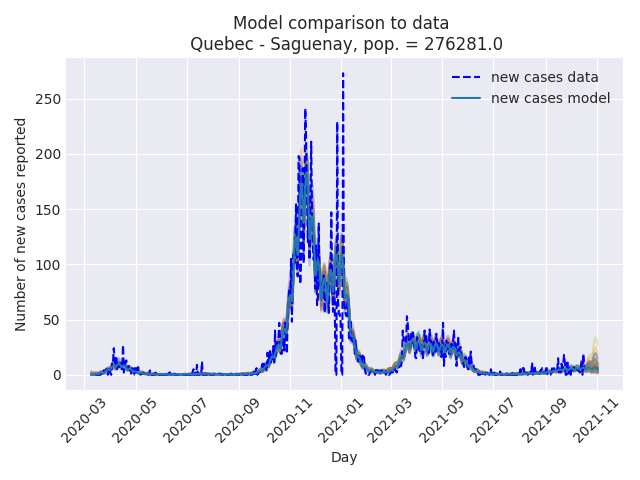 Model comparison to data
Quebec - Saguenay, pop. = 276281.0
new cases data
new cases model
Number of new cases reported
250
200
150
100
50
0
2020-03
2020-05
2020-07
2020-09
2020-11
2021-01
2021-03
2021-05
2021-07
2021-09
2021-11
Day